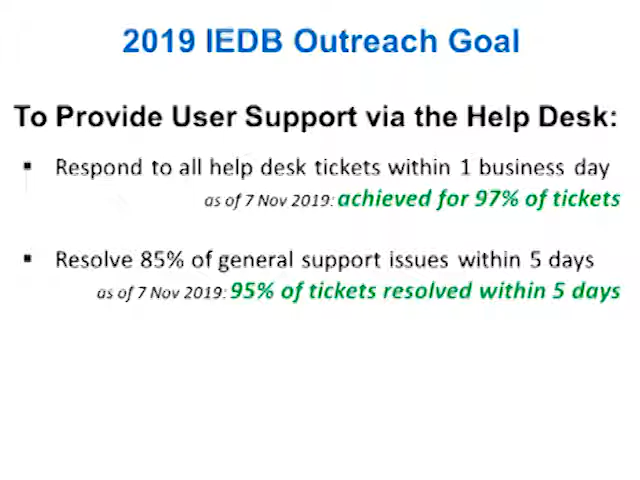 2019 IEDB Outreach Goal
To Provide User Support via the Help Desk:
▪ Respond to all help desk tickets within 1 business day
as of 7 Nov 2019: achieved for 97% of tickets
▪ Resolve 85% of general support issues within 5 days
as of 7 Nov 2019: 95% of tickets resolved within 5 days